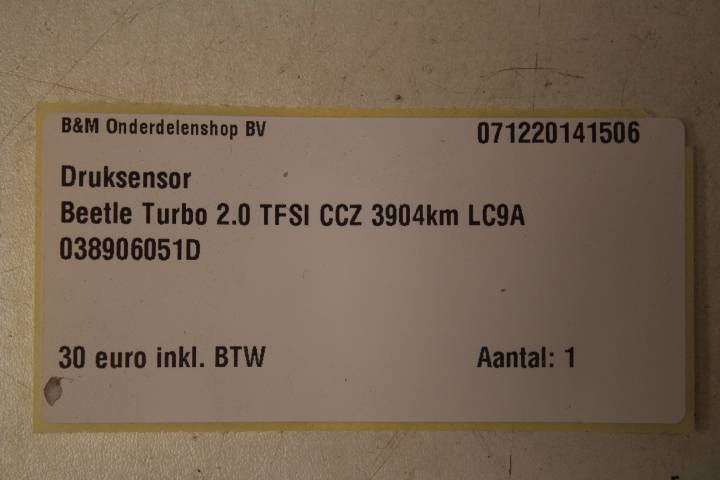 B&M Onderdelenshop BV 071220141506
Druksensor
Beetle Turbo 2.0 TFSI CCZ 3904km LC9A
038906051D
30 euro inkl. BTW Aantal: 1